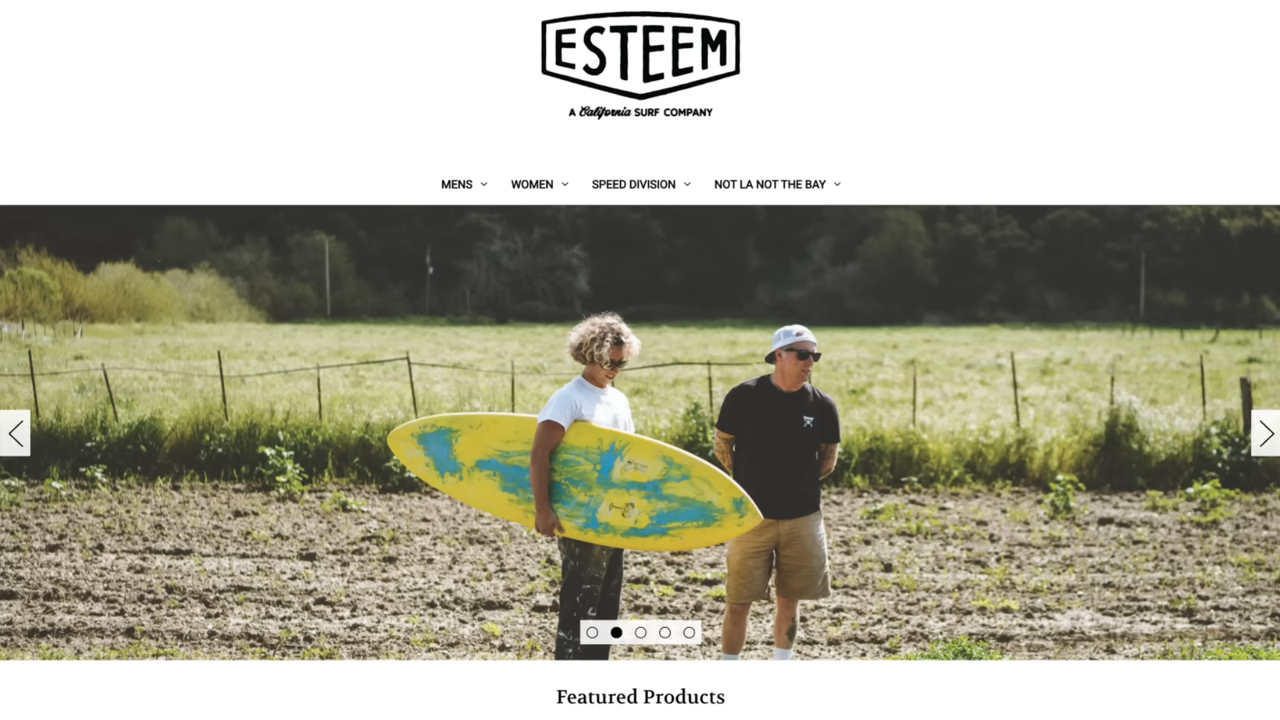 ESTEEM
A California SURF COMPANY
MENS WOMEN SPEED DIVISION NOT LA NOT THE BAY
Featured Products